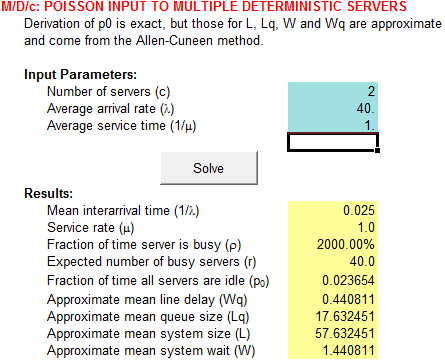 M/D/c: POISSON INPUT TO MULTIPLE DETERMINISTIC SERVERS
Derivation of p0 is exact, but those for L, Lq, W and Wq are approximate
and come from the Allen-Cuneen method.
Input Parameters:
Number of servers (c) 2
Average arrival rate (λ) 40.
Average service time (1/μ) 1.
Solve
Results:
Mean interarrival time (1/λ) 0.025
Service rate (μ) 1.0
Fraction of time server is busy (ρ) 2000.00%
Expected number of busy servers (r) 40.0
Fraction of time all servers are idle (p₀) 0.023654
Approximate mean line delay (Wq) 0.440811
Approximate mean queue size (Lq) 17.632451
Approximate mean system size (L) 57.632451
Approximate mean system wait (W) 1.440811